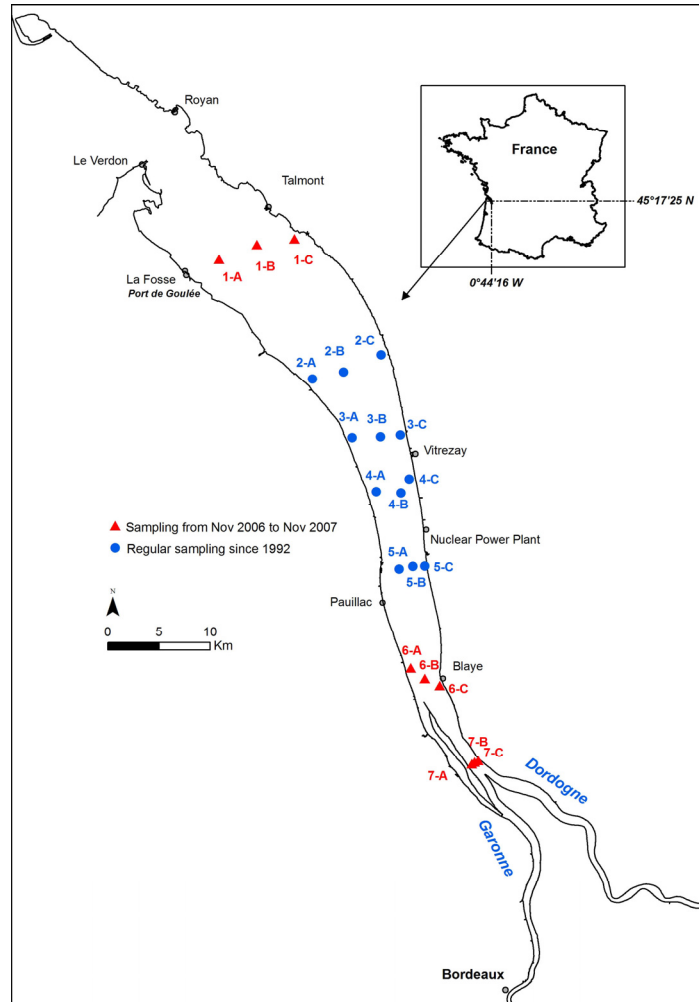 Royan
Le Verdon
Talmont
France
45°17'25 N
0°44'16 W
1-A
1-B
1-C
La Fosse
Port de Goulée
2-A
2-B
2-C
3-A
3-B
3-C
Vitrezay
4-A
4-B
4-C
Sampling from Nov 2006 to Nov 2007
Regular sampling since 1992
Nuclear Power Plant
5-A
5-B
5-C
N
Pauillac
0 5 10
Km
6-A
6-B
6-C
Blaye
7-B
7-C
7-A
Dordogne
Garonne
Bordeaux